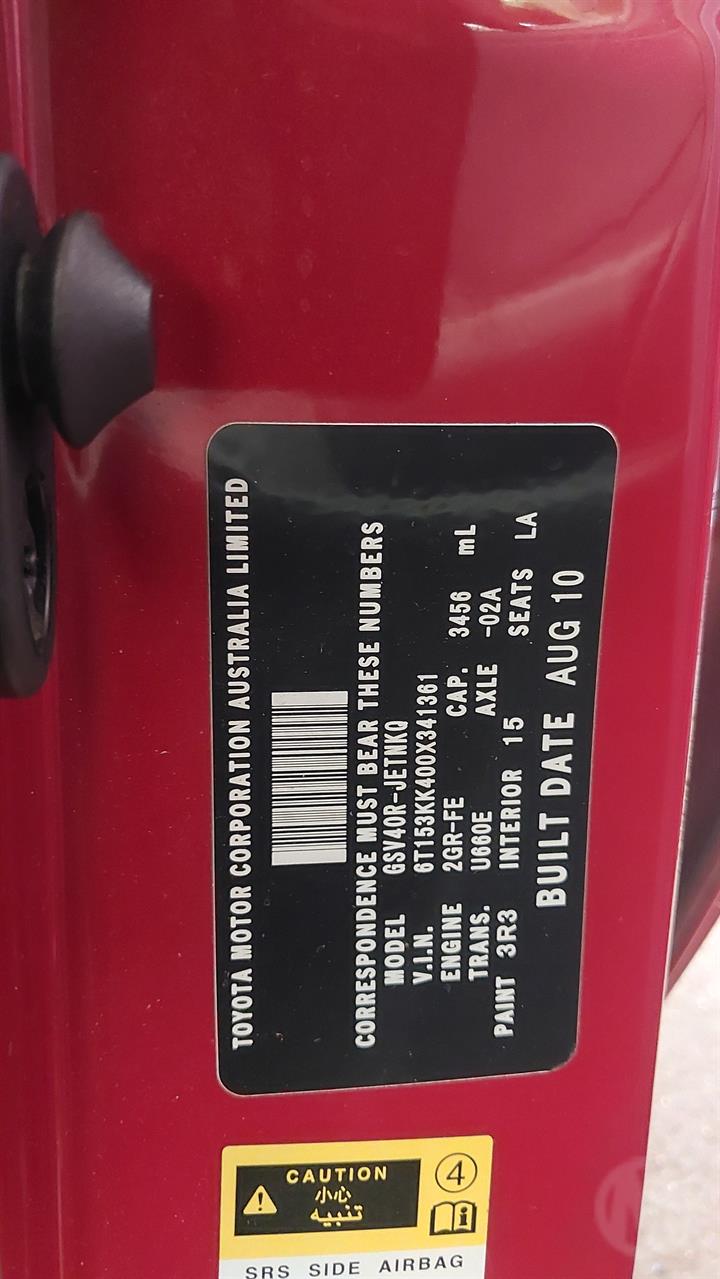 TOYOTA MOTOR CORPORATION AUSTRALIA LIMITED
CORRESPONDENCE MUST BEAR THESE NUMBERS
MODEL GSV40R-JETNKQ
V.I.N. 6T153KK400X341361
ENGINE 2GR-FE CAP. 3456 mL
TRANS. U660E AXLE -02A
PAINT 3R3 INTERIOR 15 SEATS LA
BUILT DATE AUG 10
CAUTION
小心
تنبيه
4
i
SRS SIDE AIRBAG